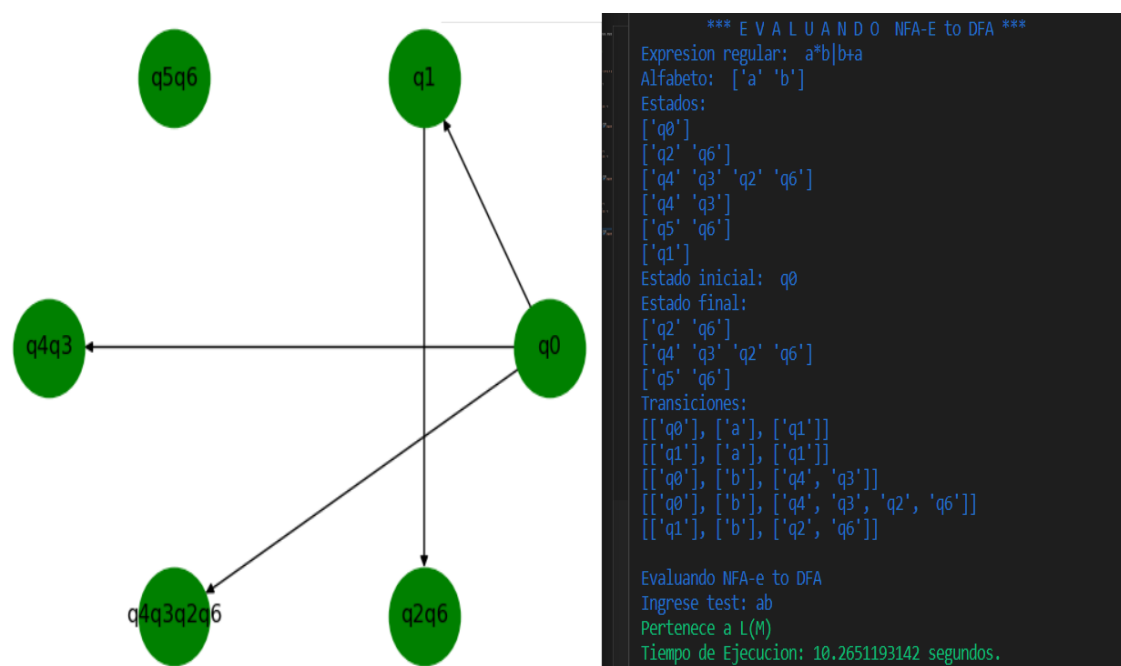 q5q6
q1
q4q3
q0
q4q3q2q6
q2q6
*** E V A L U A N D O  NFA-E to DFA ***
Expresion regular:  a*b|b+a
Alfabeto:  ['a' 'b']
Estados:
['q0']
['q2' 'q6']
['q4' 'q3' 'q2' 'q6']
['q4' 'q3']
['q5' 'q6']
['q1']
Estado inicial:  q0
Estado final:
['q2' 'q6']
['q4' 'q3' 'q2' 'q6']
['q5' 'q6']
Transiciones:
[['q0'], ['a'], ['q1']]
[['q1'], ['a'], ['q1']]
[['q0'], ['b'], ['q4', 'q3']]
[['q0'], ['b'], ['q4', 'q3', 'q2', 'q6']]
[['q1'], ['b'], ['q2', 'q6']]
Evaluando NFA-e to DFA
Ingrese test: ab
Pertenece a L(M)
Tiempo de Ejecucion: 10.2651193142 segundos.